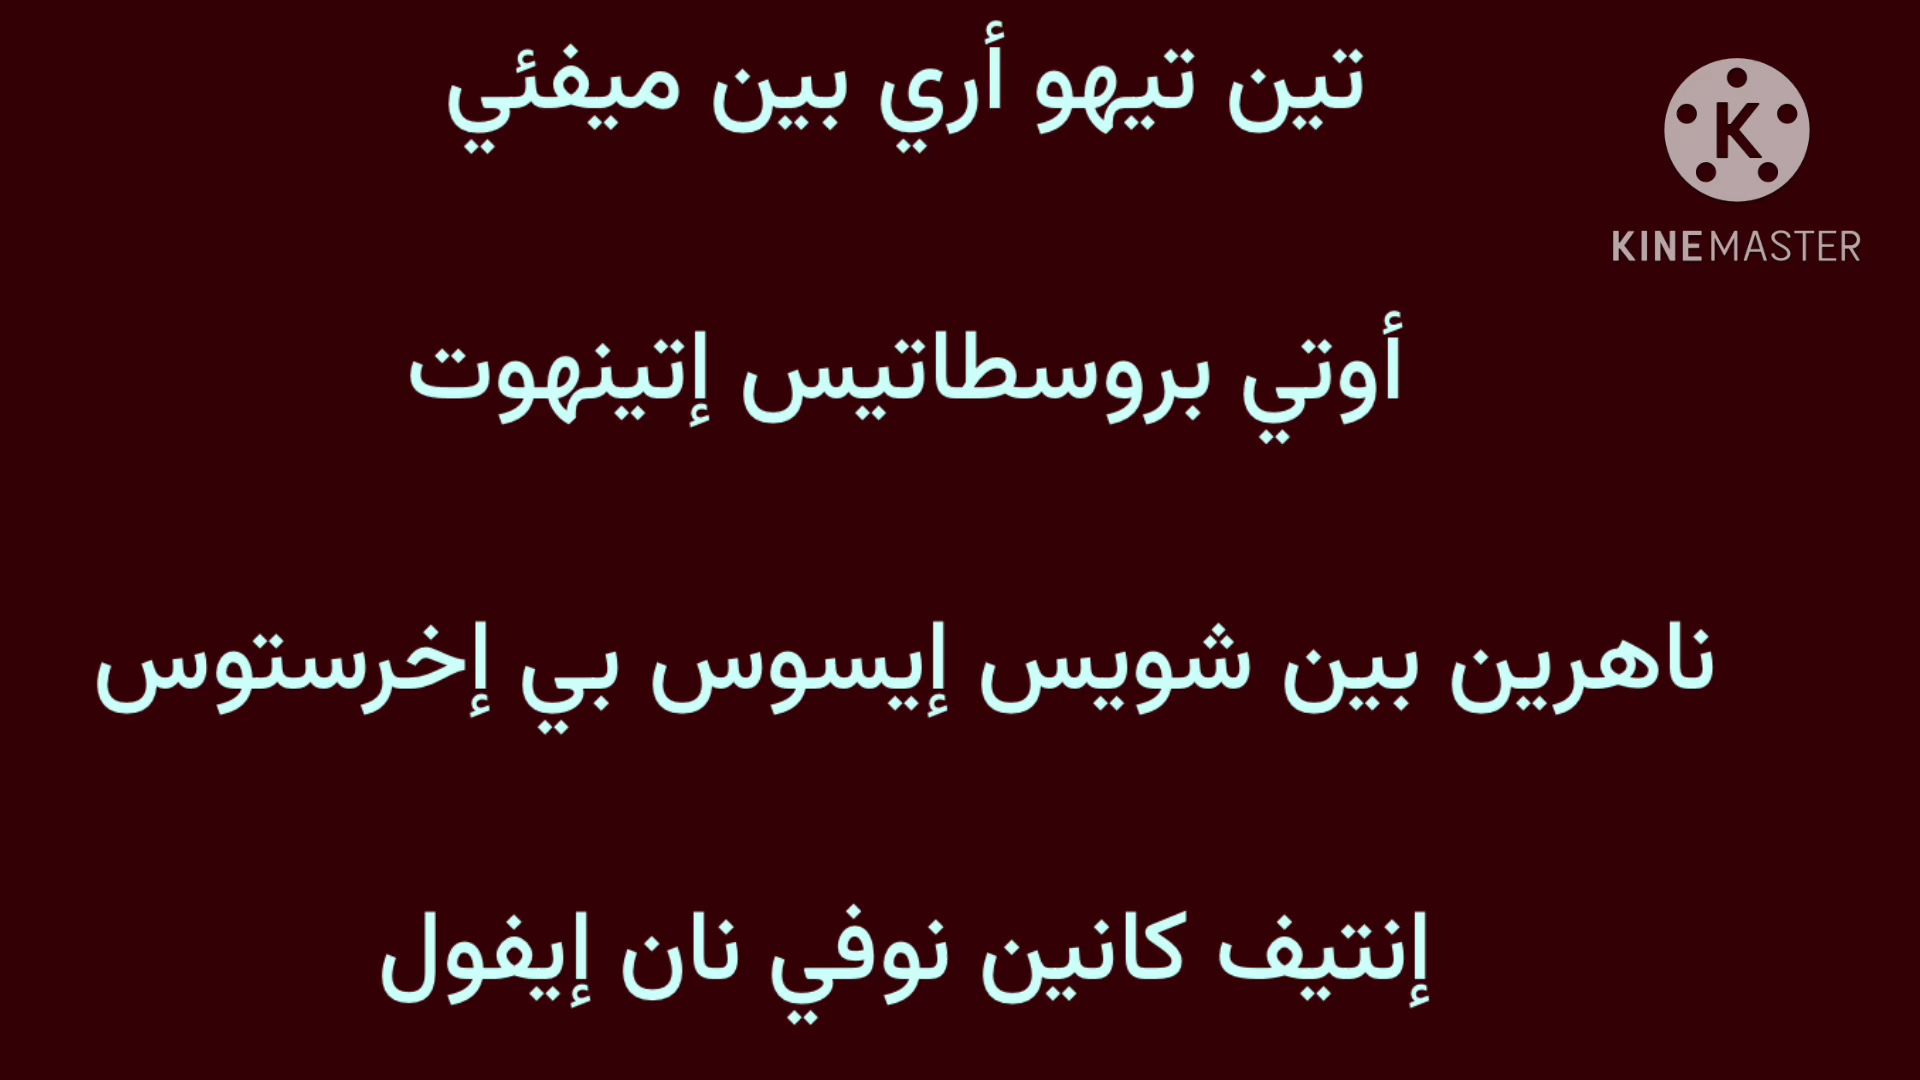 تين تيهو أري بين ميفئي
KINEMASTER
أوتي بروسطاتيس إتينهوت
ناهرين بين شويس إيسوس بي إخرستوس
إنتيف كانين نوفي نان إيفول